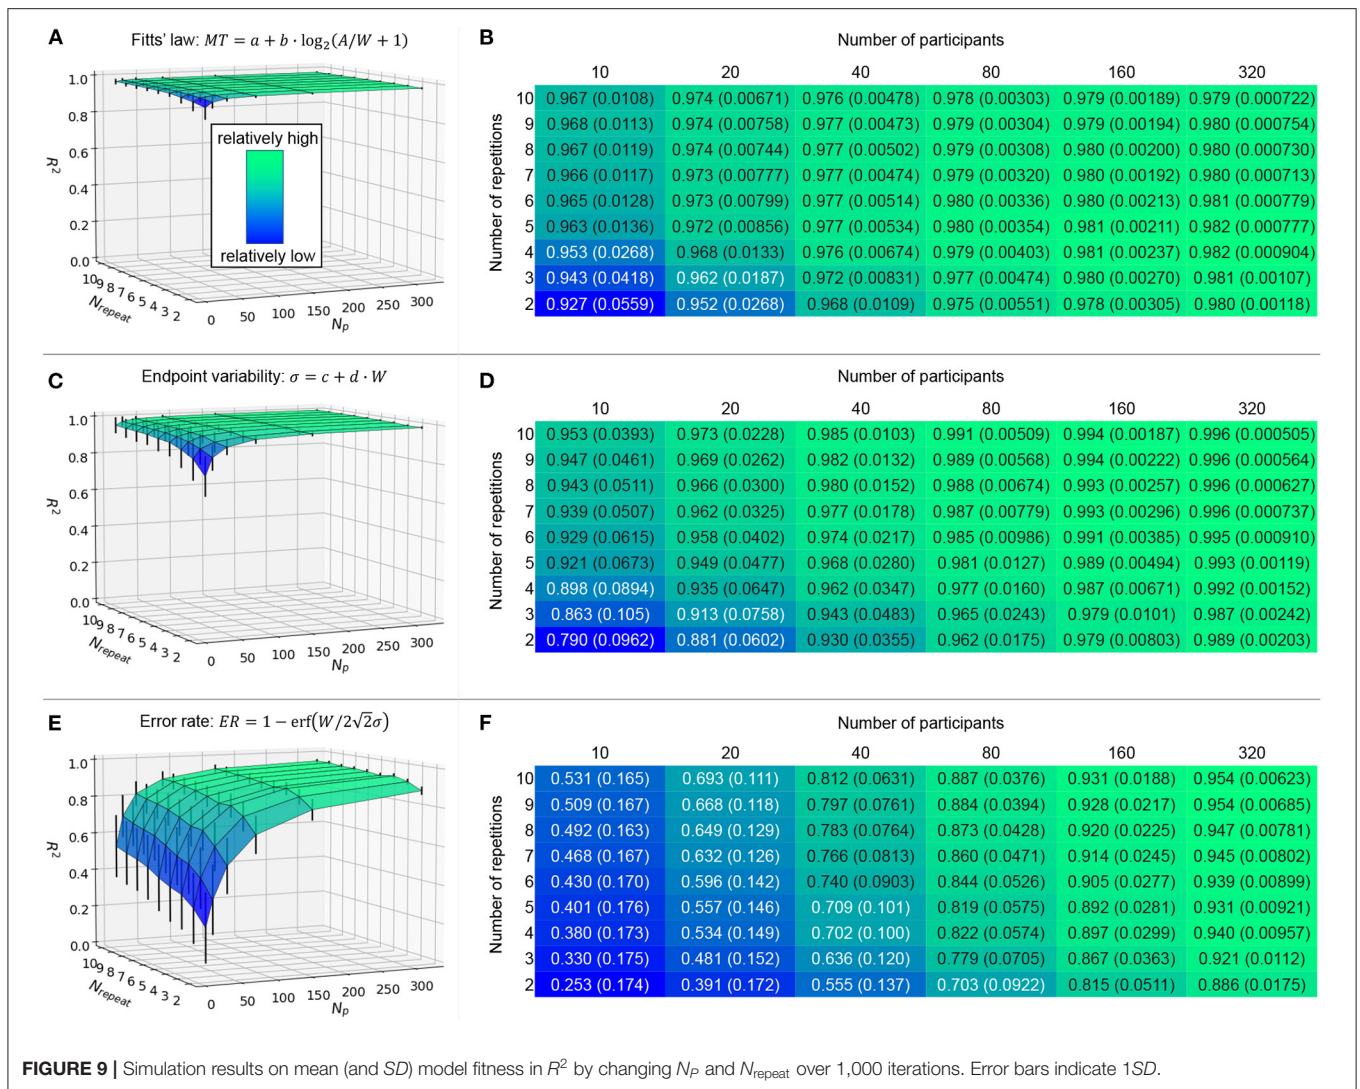 A
Fitts' law: MT = a + b · log₂(A/W + 1)
1.0
0.8
0.6
0.4
0.2
0.0
R²
relatively high
relatively low
10 9 8 7 6 5 4 3 2
N_repeat
0 50 100 150 200 250 300
N_p
B
Number of participants
10 20 40 80 160 320
Number of repetitions
10 0.967 (0.0108) 0.974 (0.00671) 0.976 (0.00478) 0.978 (0.00303) 0.979 (0.00189) 0.979 (0.000722)
9 0.968 (0.0113) 0.974 (0.00758) 0.977 (0.00473) 0.979 (0.00304) 0.979 (0.00194) 0.980 (0.000754)
8 0.967 (0.0119) 0.974 (0.00744) 0.977 (0.00502) 0.979 (0.00308) 0.980 (0.00200) 0.980 (0.000730)
7 0.966 (0.0117) 0.973 (0.00777) 0.977 (0.00474) 0.979 (0.00320) 0.980 (0.00192) 0.980 (0.000713)
6 0.965 (0.0128) 0.973 (0.00799) 0.977 (0.00514) 0.980 (0.00336) 0.980 (0.00213) 0.981 (0.000779)
5 0.963 (0.0136) 0.972 (0.00856) 0.977 (0.00534) 0.980 (0.00354) 0.981 (0.00211) 0.982 (0.000777)
4 0.953 (0.0268) 0.968 (0.0133) 0.976 (0.00674) 0.979 (0.00403) 0.981 (0.00237) 0.982 (0.000904)
3 0.943 (0.0418) 0.962 (0.0187) 0.972 (0.00831) 0.977 (0.00474) 0.980 (0.00270) 0.981 (0.00107)
2 0.927 (0.0559) 0.952 (0.0268) 0.968 (0.0109) 0.975 (0.00551) 0.978 (0.00305) 0.980 (0.00118)
C
Endpoint variability: σ = c + d · W
1.0
0.8
0.6
0.4
0.2
0.0
R²
10 9 8 7 6 5 4 3 2
N_repeat
0 50 100 150 200 250 300
N_p
D
Number of participants
10 20 40 80 160 320
Number of repetitions
10 0.953 (0.0393) 0.973 (0.0228) 0.985 (0.0103) 0.991 (0.00509) 0.994 (0.00187) 0.996 (0.000505)
9 0.947 (0.0461) 0.969 (0.0262) 0.982 (0.0132) 0.989 (0.00568) 0.994 (0.00222) 0.996 (0.000564)
8 0.943 (0.0511) 0.966 (0.0300) 0.980 (0.0152) 0.988 (0.00674) 0.993 (0.00257) 0.996 (0.000627)
7 0.939 (0.0507) 0.962 (0.0325) 0.977 (0.0178) 0.987 (0.00779) 0.993 (0.00296) 0.996 (0.000737)
6 0.929 (0.0615) 0.958 (0.0402) 0.974 (0.0217) 0.985 (0.00986) 0.991 (0.00385) 0.995 (0.000910)
5 0.921 (0.0673) 0.949 (0.0477) 0.968 (0.0280) 0.981 (0.0127) 0.989 (0.00494) 0.993 (0.00119)
4 0.898 (0.0894) 0.935 (0.0647) 0.962 (0.0347) 0.977 (0.0160) 0.987 (0.00671) 0.992 (0.00152)
3 0.863 (0.105) 0.913 (0.0758) 0.943 (0.0483) 0.965 (0.0243) 0.979 (0.0101) 0.987 (0.00242)
2 0.790 (0.0962) 0.881 (0.0602) 0.930 (0.0355) 0.962 (0.0175) 0.979 (0.00803) 0.989 (0.00203)
E
Error rate: ER = 1 − erf(W/2√2σ)
1.0
0.8
0.6
0.4
0.2
0.0
R²
10 9 8 7 6 5 4 3 2
N_repeat
0 50 100 150 200 250 300
N_p
F
Number of participants
10 20 40 80 160 320
Number of repetitions
10 0.531 (0.165) 0.693 (0.111) 0.812 (0.0631) 0.887 (0.0376) 0.931 (0.0188) 0.954 (0.00623)
9 0.509 (0.167) 0.668 (0.118) 0.797 (0.0761) 0.884 (0.0394) 0.928 (0.0217) 0.954 (0.00685)
8 0.492 (0.163) 0.649 (0.129) 0.783 (0.0764) 0.873 (0.0428) 0.920 (0.0225) 0.947 (0.00781)
7 0.468 (0.167) 0.632 (0.126) 0.766 (0.0813) 0.860 (0.0471) 0.914 (0.0245) 0.945 (0.00802)
6 0.430 (0.170) 0.596 (0.142) 0.740 (0.0903) 0.844 (0.0526) 0.905 (0.0277) 0.939 (0.00899)
5 0.401 (0.176) 0.557 (0.146) 0.709 (0.101) 0.819 (0.0575) 0.892 (0.0281) 0.931 (0.00921)
4 0.380 (0.173) 0.534 (0.149) 0.702 (0.100) 0.822 (0.0574) 0.897 (0.0299) 0.940 (0.00957)
3 0.330 (0.175) 0.481 (0.152) 0.636 (0.120) 0.779 (0.0705) 0.867 (0.0363) 0.921 (0.0112)
2 0.253 (0.174) 0.391 (0.172) 0.555 (0.137) 0.703 (0.0922) 0.815 (0.0511) 0.886 (0.0175)
FIGURE 9 | Simulation results on mean (and SD) model fitness in R² by changing N_P and N_repeat over 1,000 iterations. Error bars indicate 1SD.